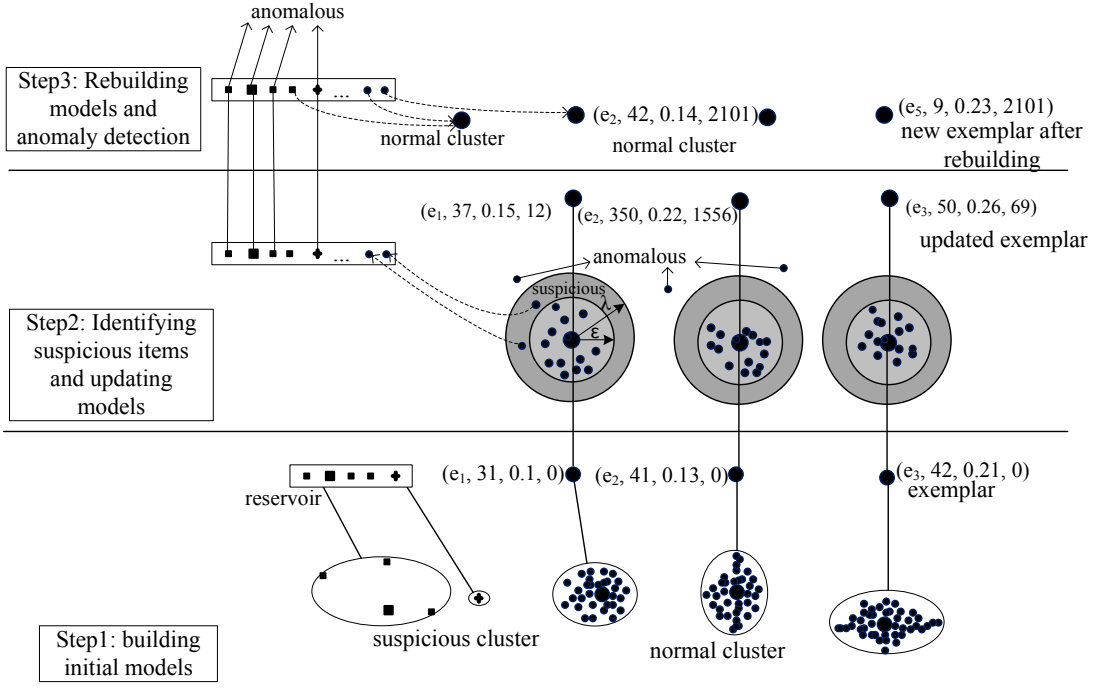 anomalous
Step3: Rebuilding
models and
anomaly detection
...
normal cluster
(e2, 42, 0.14, 2101)
normal cluster
(e5, 9, 0.23, 2101)
new exemplar after
rebuilding
(e1, 37, 0.15, 12)
(e2, 350, 0.22, 1556)
(e3, 50, 0.26, 69)
updated exemplar
...
anomalous
suspicious
λ
ε
Step2: Identifying
suspicious items
and updating
models
reservoir
(e1, 31, 0.1, 0)
(e2, 41, 0.13, 0)
(e3, 42, 0.21, 0)
exemplar
suspicious cluster
normal cluster
Step1: building
initial models